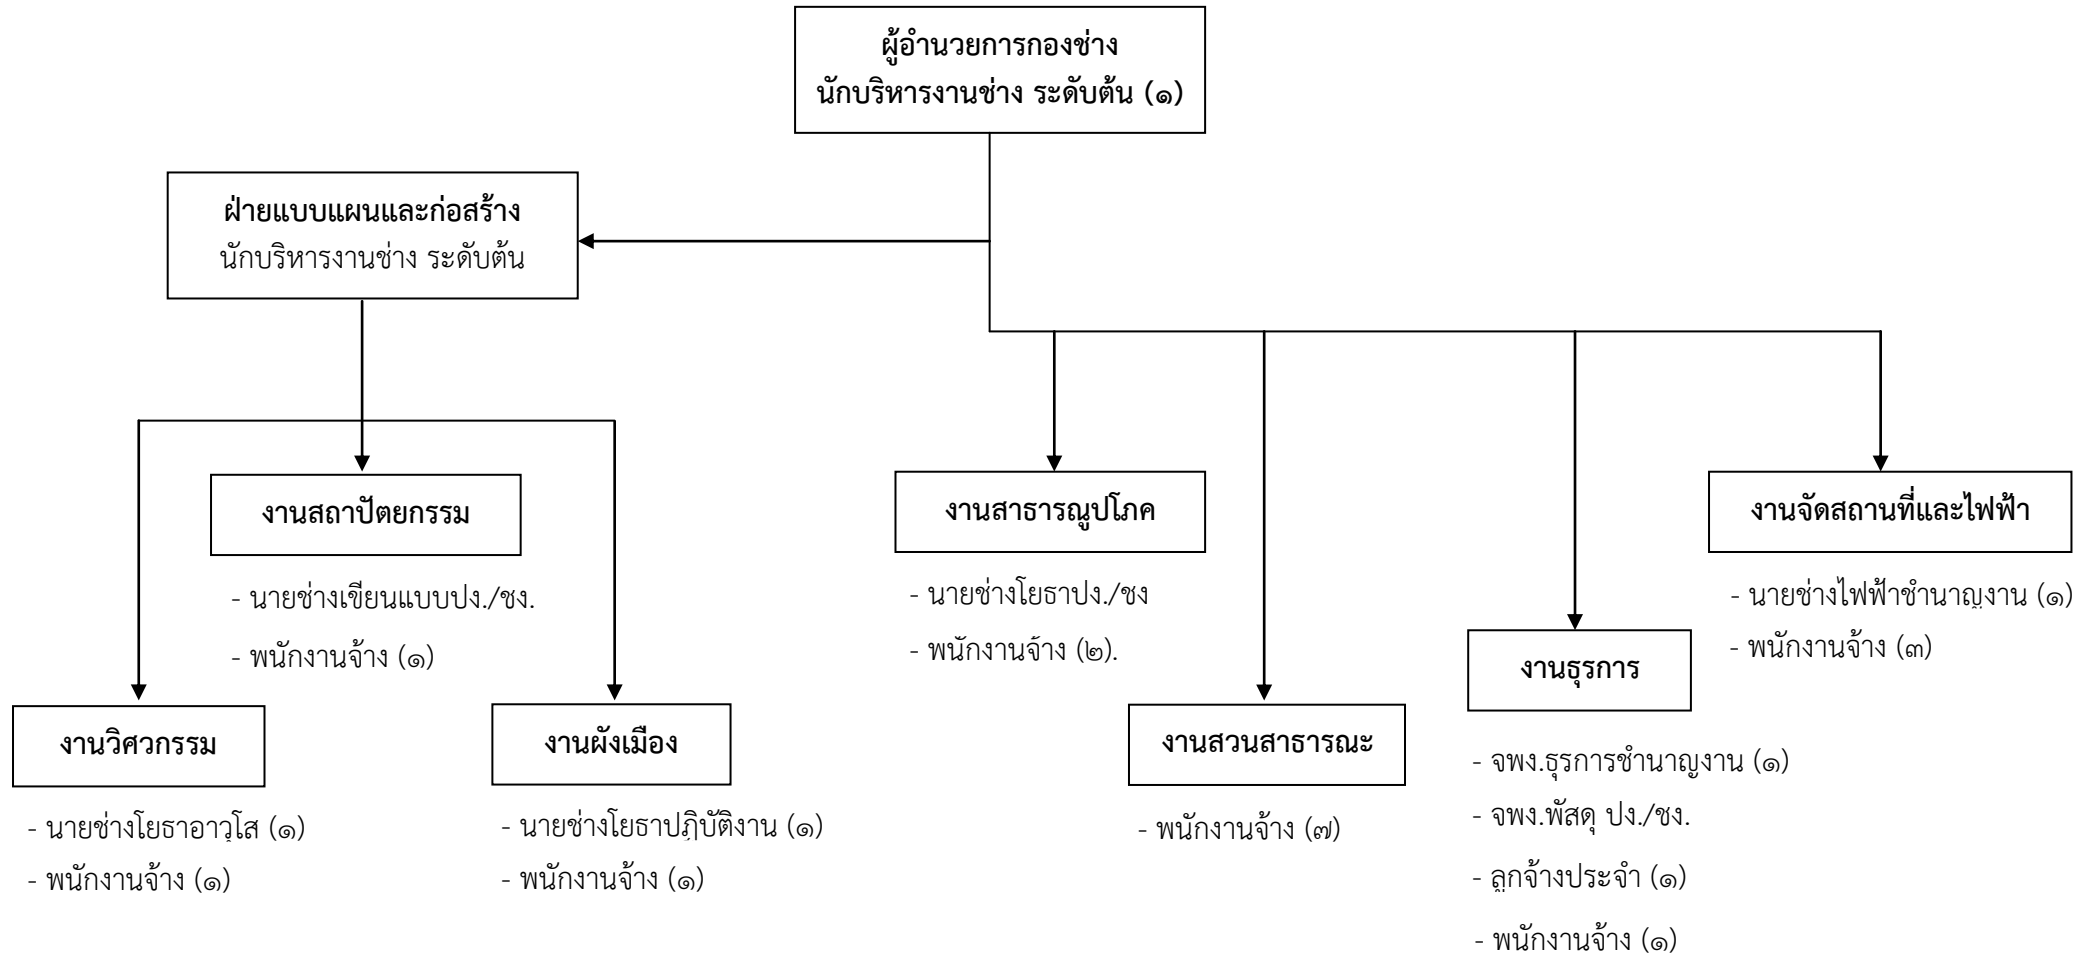 ผู้อำนวยการกองช่าง
นักบริหารงานช่าง ระดับต้น (๑)
ฝ่ายแบบแผนและก่อสร้าง
นักบริหารงานช่าง ระดับต้น
งานสถาปัตยกรรม
- นายช่างเขียนแบบปง./ชง.
- พนักงานจ้าง (๑)
งานวิศวกรรม
- นายช่างโยธาอาวุโส (๑)
- พนักงานจ้าง (๑)
งานผังเมือง
- นายช่างโยธาปฏิบัติงาน (๑)
- พนักงานจ้าง (๑)
งานสาธารณูปโภค
- นายช่างโยธาปง./ชง
- พนักงานจ้าง (๒).
งานสวนสาธารณะ
- พนักงานจ้าง (๗)
งานธุรการ
- จพง.ธุรการชำนาญงาน (๑)
- จพง.พัสดุ ปง./ชง.
- ลูกจ้างประจำ (๑)
- พนักงานจ้าง (๑)
งานจัดสถานที่และไฟฟ้า
- นายช่างไฟฟ้าชำนาญงาน (๑)
- พนักงานจ้าง (๓)